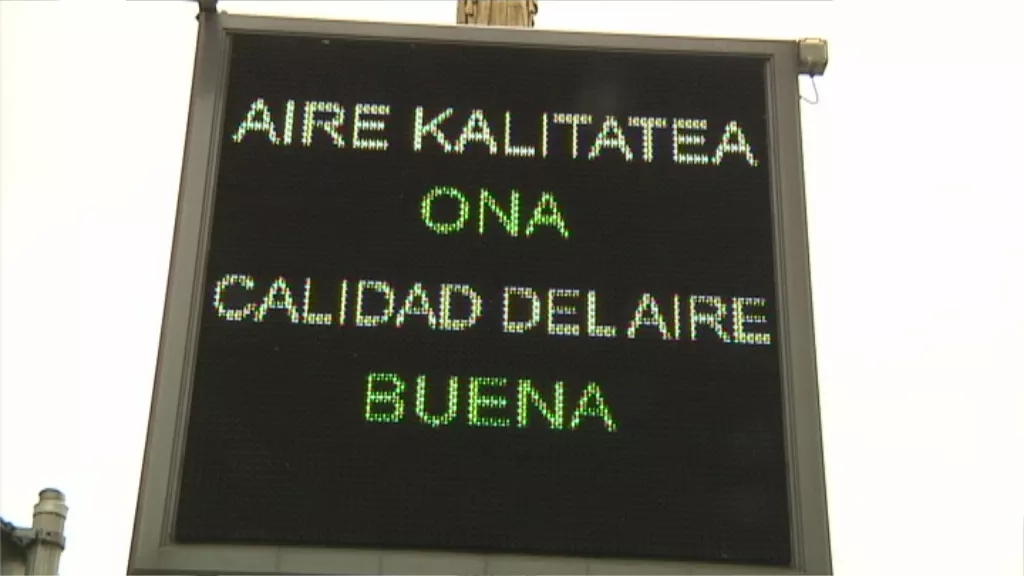 AIRE KALITATEA
ONA
CALIDAD DEL AIRE
BUENA